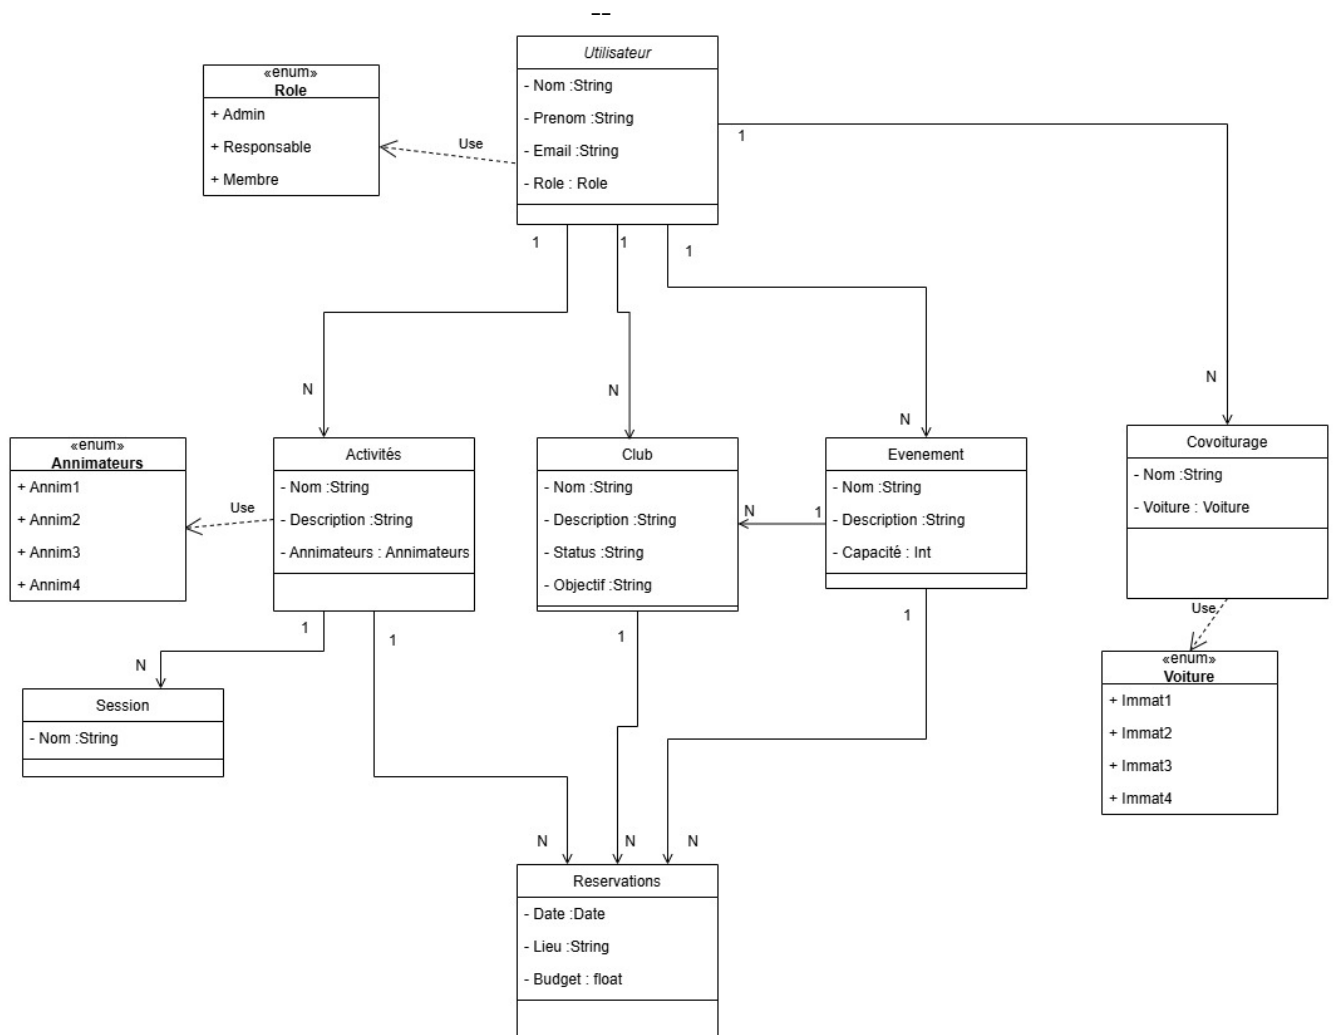 --
Utilisateur
- Nom :String
- Prenom :String
- Email :String
- Role : Role
«enum»
Role
+ Admin
+ Responsable
+ Membre
Use
1
1
1
1
N
N
N
N
«enum»
Annimateurs
+ Annim1
+ Annim2
+ Annim3
+ Annim4
Use
Activités
- Nom :String
- Description :String
- Annimateurs : Annimateurs
Club
- Nom :String
- Description :String
- Status :String
- Objectif :String
N
1
Evenement
- Nom :String
- Description :String
- Capacité : Int
Covoiturage
- Nom :String
- Voiture : Voiture
Use
«enum»
Voiture
+ Immat1
+ Immat2
+ Immat3
+ Immat4
1
1
1
1
N
Session
- Nom :String
N
N
N
Reservations
- Date :Date
- Lieu :String
- Budget : float